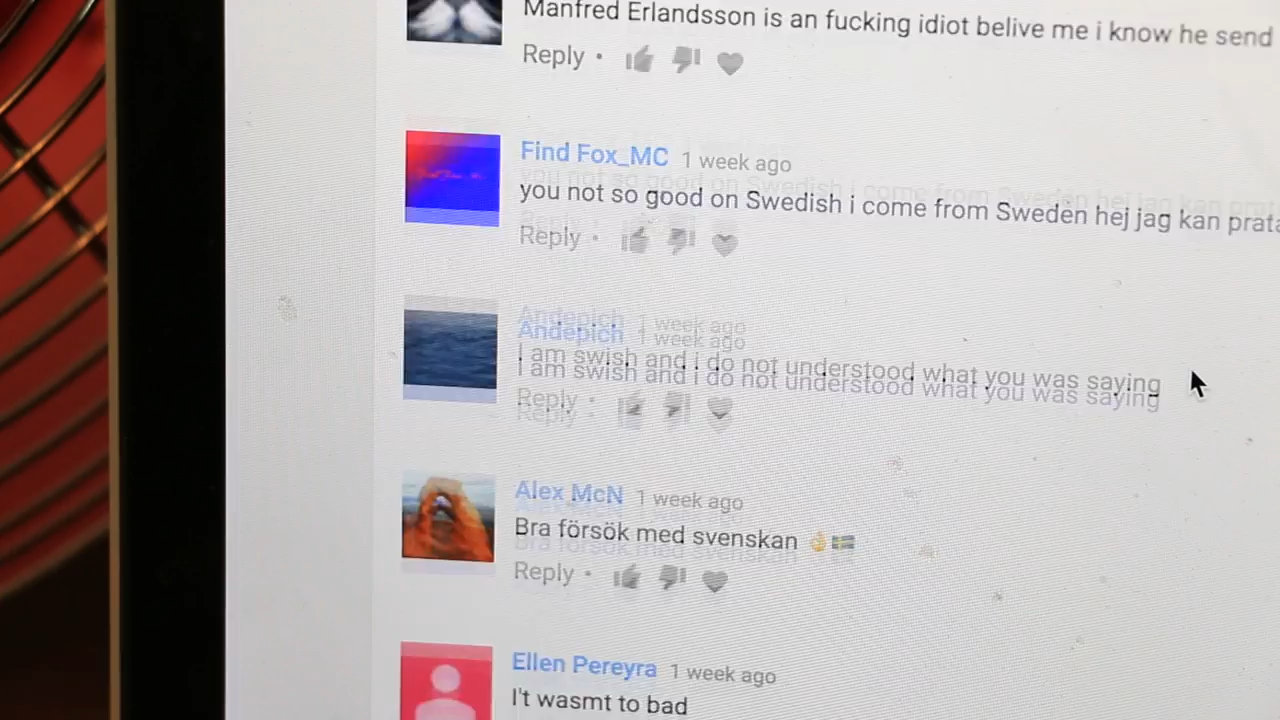 Manfred Erlandsson is an fucking idiot belive me i know he send
Reply •
Find Fox_MC 1 week ago
you not so good on Swedish i come from Sweden hej jag kan prata
Reply •
Andepich 1 week ago
I am swish and i do not understood what you was saying
Reply •
Alex McN 1 week ago
Bra försök med svenskan 👌🇸🇪
Reply •
Ellen Pereyra 1 week ago
I't wasmt to bad